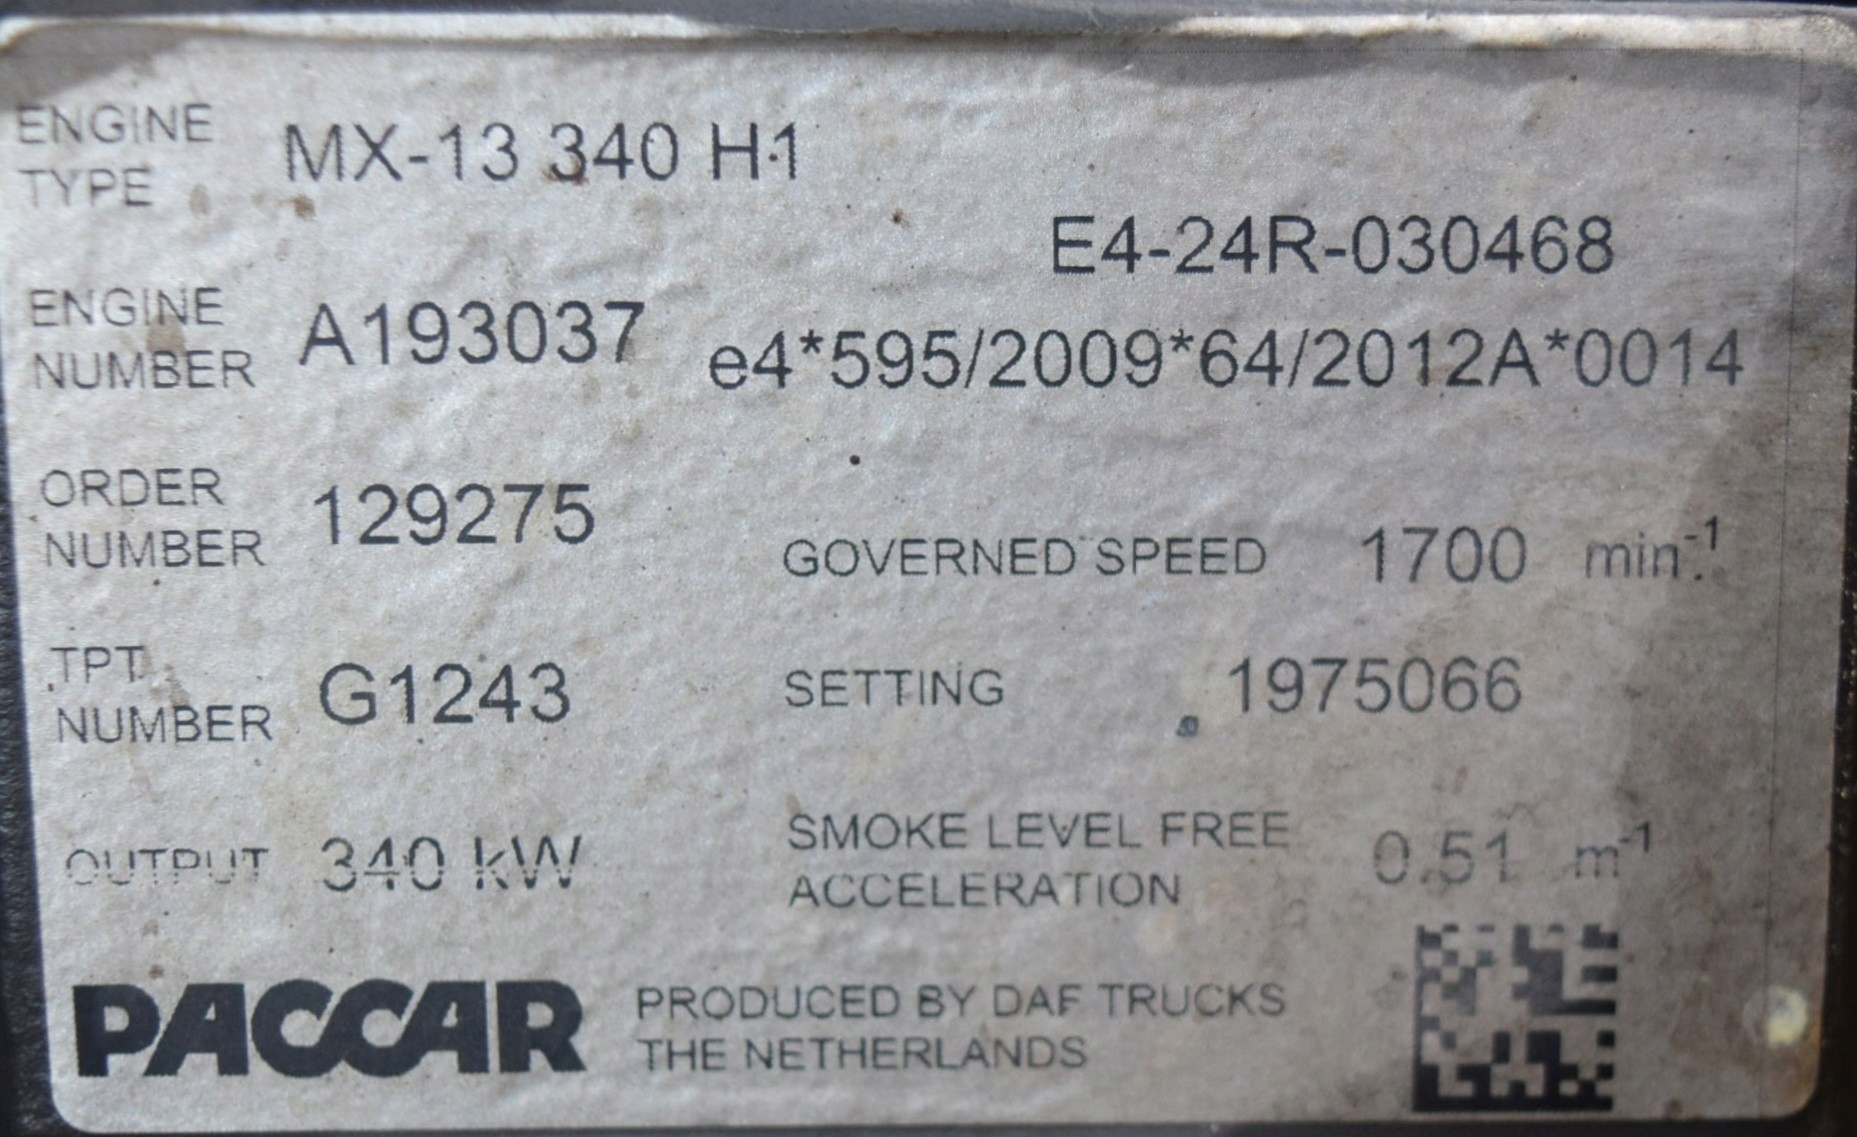 ENGINE TYPE MX-13 340 H1
E4-24R-030468
ENGINE NUMBER A193037
e4*595/2009*64/2012A*0014
ORDER NUMBER 129275
GOVERNED SPEED 1700 min⁻¹
TPT NUMBER G1243
SETTING 1975066
OUTPUT 340 kW
SMOKE LEVEL FREE
ACCELERATION 0.51 m⁻¹
PACCAR
PRODUCED BY DAF TRUCKS
THE NETHERLANDS